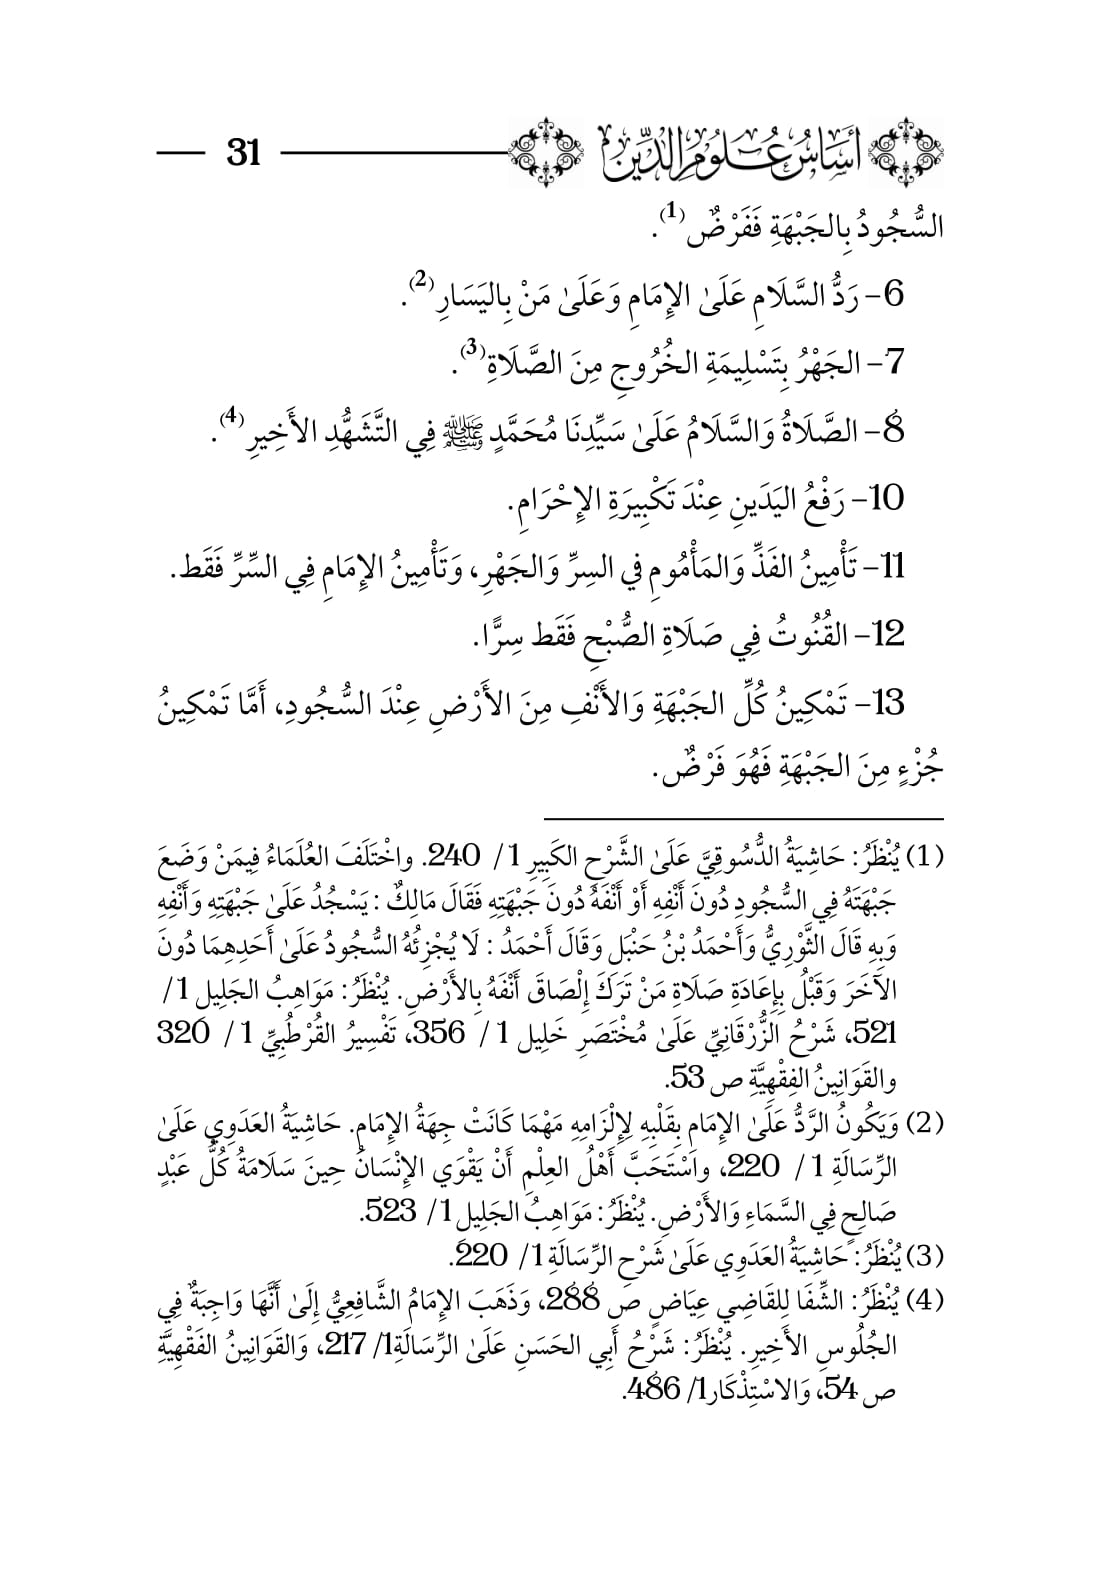 أَسَاسُ عُلُومِ الدِّينِ 31
السُّجُودُ بِالجَبْهَةِ فَفَرْضٌ(1).
6- رَدُّ السَّلَامِ عَلَىٰ الإِمَامِ وَعَلَىٰ مَنْ بِاليَسَارِ(2).
7- الجَهْرُ بِتَسْلِيمَةِ الخُرُوجِ مِنَ الصَّلَاةِ(3).
8- الصَّلَاةُ وَالسَّلَامُ عَلَىٰ سَيِّدِنَا مُحَمَّدٍ ﷺ فِي التَّشَهُّدِ الأَخِيرِ(4).
10- رَفْعُ اليَدَينِ عِنْدَ تَكْبِيرَةِ الإِحْرَامِ.
11- تَأْمِينُ الفَذِّ وَالمَأْمُومِ في السِرِّ وَالجَهْرِ، وَتَأْمِينُ الإِمَامِ فِي السِّرِّ فَقَط.
12- القُنُوتُ فِي صَلَاةِ الصُّبْحِ فَقَط سِرًّا.
13- تَمْكِينُ كُلِّ الجَبْهَةِ وَالأَنْفِ مِنَ الأَرْضِ عِنْدَ السُّجُودِ، أَمَّا تَمْكِينُ
جُزْءٍ مِنَ الجَبْهَةِ فَهُوَ فَرْضٌ.
(1) يُنْظَرُ: حَاشِيَةُ الدُّسُوقِيَّ عَلَىٰ الشَّرْحِ الكَبِيرِ 1/ 240. واخْتَلَفَ العُلَمَاءُ فِيمَنْ وَضَعَ
جَبْهَتَهُ فِي السُّجُودِ دُونَ أَنْفِهِ أَوْ أَنْفَهُ دُونَ جَبْهَتِهِ فَقَالَ مَالِكٌ : يَسْجُدُ عَلَىٰ جَبْهَتِهِ وَأَنْفِهِ
وَبِهِ قَالَ الثَّوْرِيُّ وَأَحْمَدُ بْنُ حَنْبَل وَقَالَ أَحْمَدُ : لَا يُجْزِئُهُ السُّجُودُ عَلَىٰ أَحَدِهِمَا دُونَ
الآخَرَ وَقَبْلُ بِإِعَادَةِ صَلَاةِ مَنْ تَرَكَ إِلْصَاقَ أَنْفَهُ بِالأَرْضِ. يُنْظَرُ: مَوَاهِبُ الجَلِيل 1/
521، شَرْحُ الزُّرْقَانِيِّ عَلَىٰ مُخْتَصَرِ خَلِيل 1/ 356، تَفْسِيرُ القُرْطُبِيِّ 1/ 320
والقَوَانِينُ الفِقْهِيَّةِ ص 53.
(2) وَيَكُونُ الرَّدُّ عَلَىٰ الإِمَام بِقَلْبِهِ لِإِلْزَامِهِ مَهْمَا كَانَتْ جِهَةُ الإِمَام. حَاشِيَةُ العَدَوِي عَلَىٰ
الرِّسَالَةِ 1/ 220، واسْتَحَبَّ أَهْلُ العِلْمِ أَنْ يَقْوَي الإِنْسَانُ حِينَ سَلَامَهُ كُلَّ عَبْدٍ
صَالِحٍ فِي السَّمَاءِ وَالأَرْضِ. يُنْظَرُ: مَوَاهِبُ الجَلِيلِ 1/ 523.
(3) يُنْظَرُ: حَاشِيَةُ العَدَوِي عَلَىٰ شَرْحِ الرِّسَالَةِ 1/ 220.
(4) يُنْظَرُ: الشِّفَا لِلقَاضِي عِيَاضٍ ص 288، وَذَهَبَ الإِمَامُ الشَّافِعِيُّ إِلَىٰ أَنَّهَا وَاجِبَةٌ فِي
الجُلُوسِ الأَخِيرِ. يُنْظَرُ: شَرْحُ أَبِي الحَسَنِ عَلَىٰ الرِّسَالَةِ1/ 217، وَالقَوَانِينُ الفَقْهِيَّةِ
ص 54، وَالاسْتِذْكَار1/ 486.